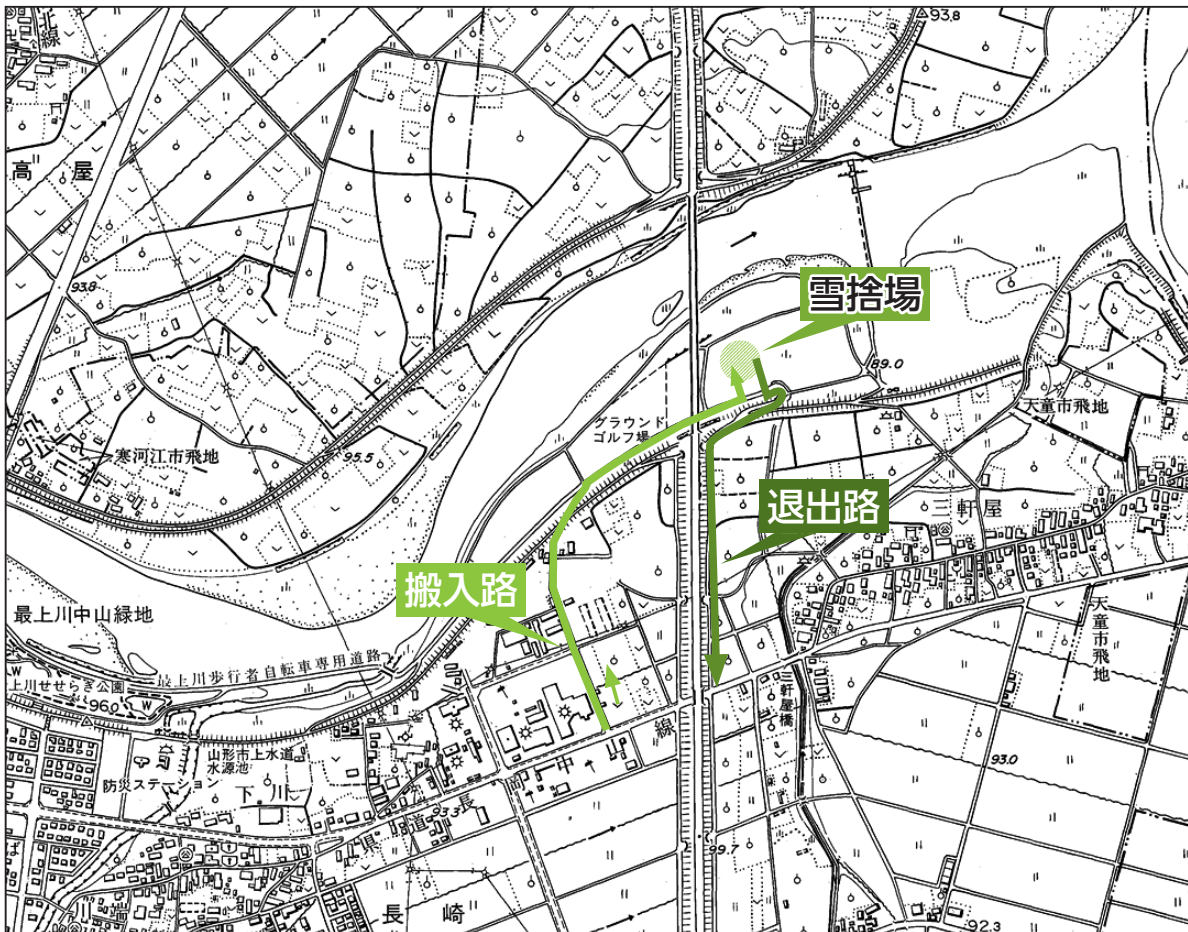 北
線
93.8
高屋
93.8
雪捨場
89.0
グラウンド
ゴルフ場
天童市飛地
寒河江市飛地
95.5
退出路
三軒屋
搬入路
最上川中山緑地
天童市飛地
最上川歩行者自転車専用道路
上川せせらぎ公園
W
W
96.0
三軒屋橋
線
山形市上水道
水源池
防災ステーション
下川
93.0
中
岡
長
93.3
道
県
99.7
長崎
92.3